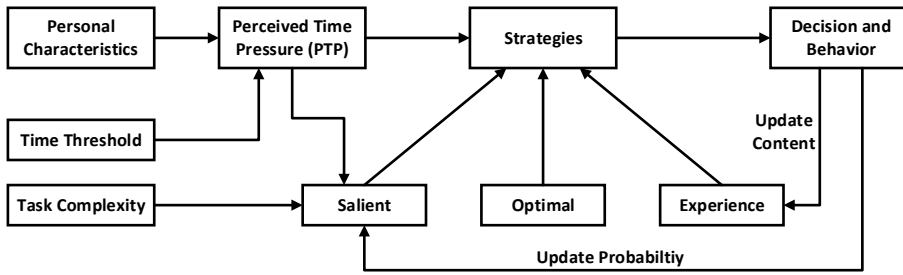 Personal
Characteristics
Perceived Time
Pressure (PTP)
Strategies
Decision and
Behavior
Update
Content
Time Threshold
Task Complexity
Salient
Optimal
Experience
Update Probabiltiy